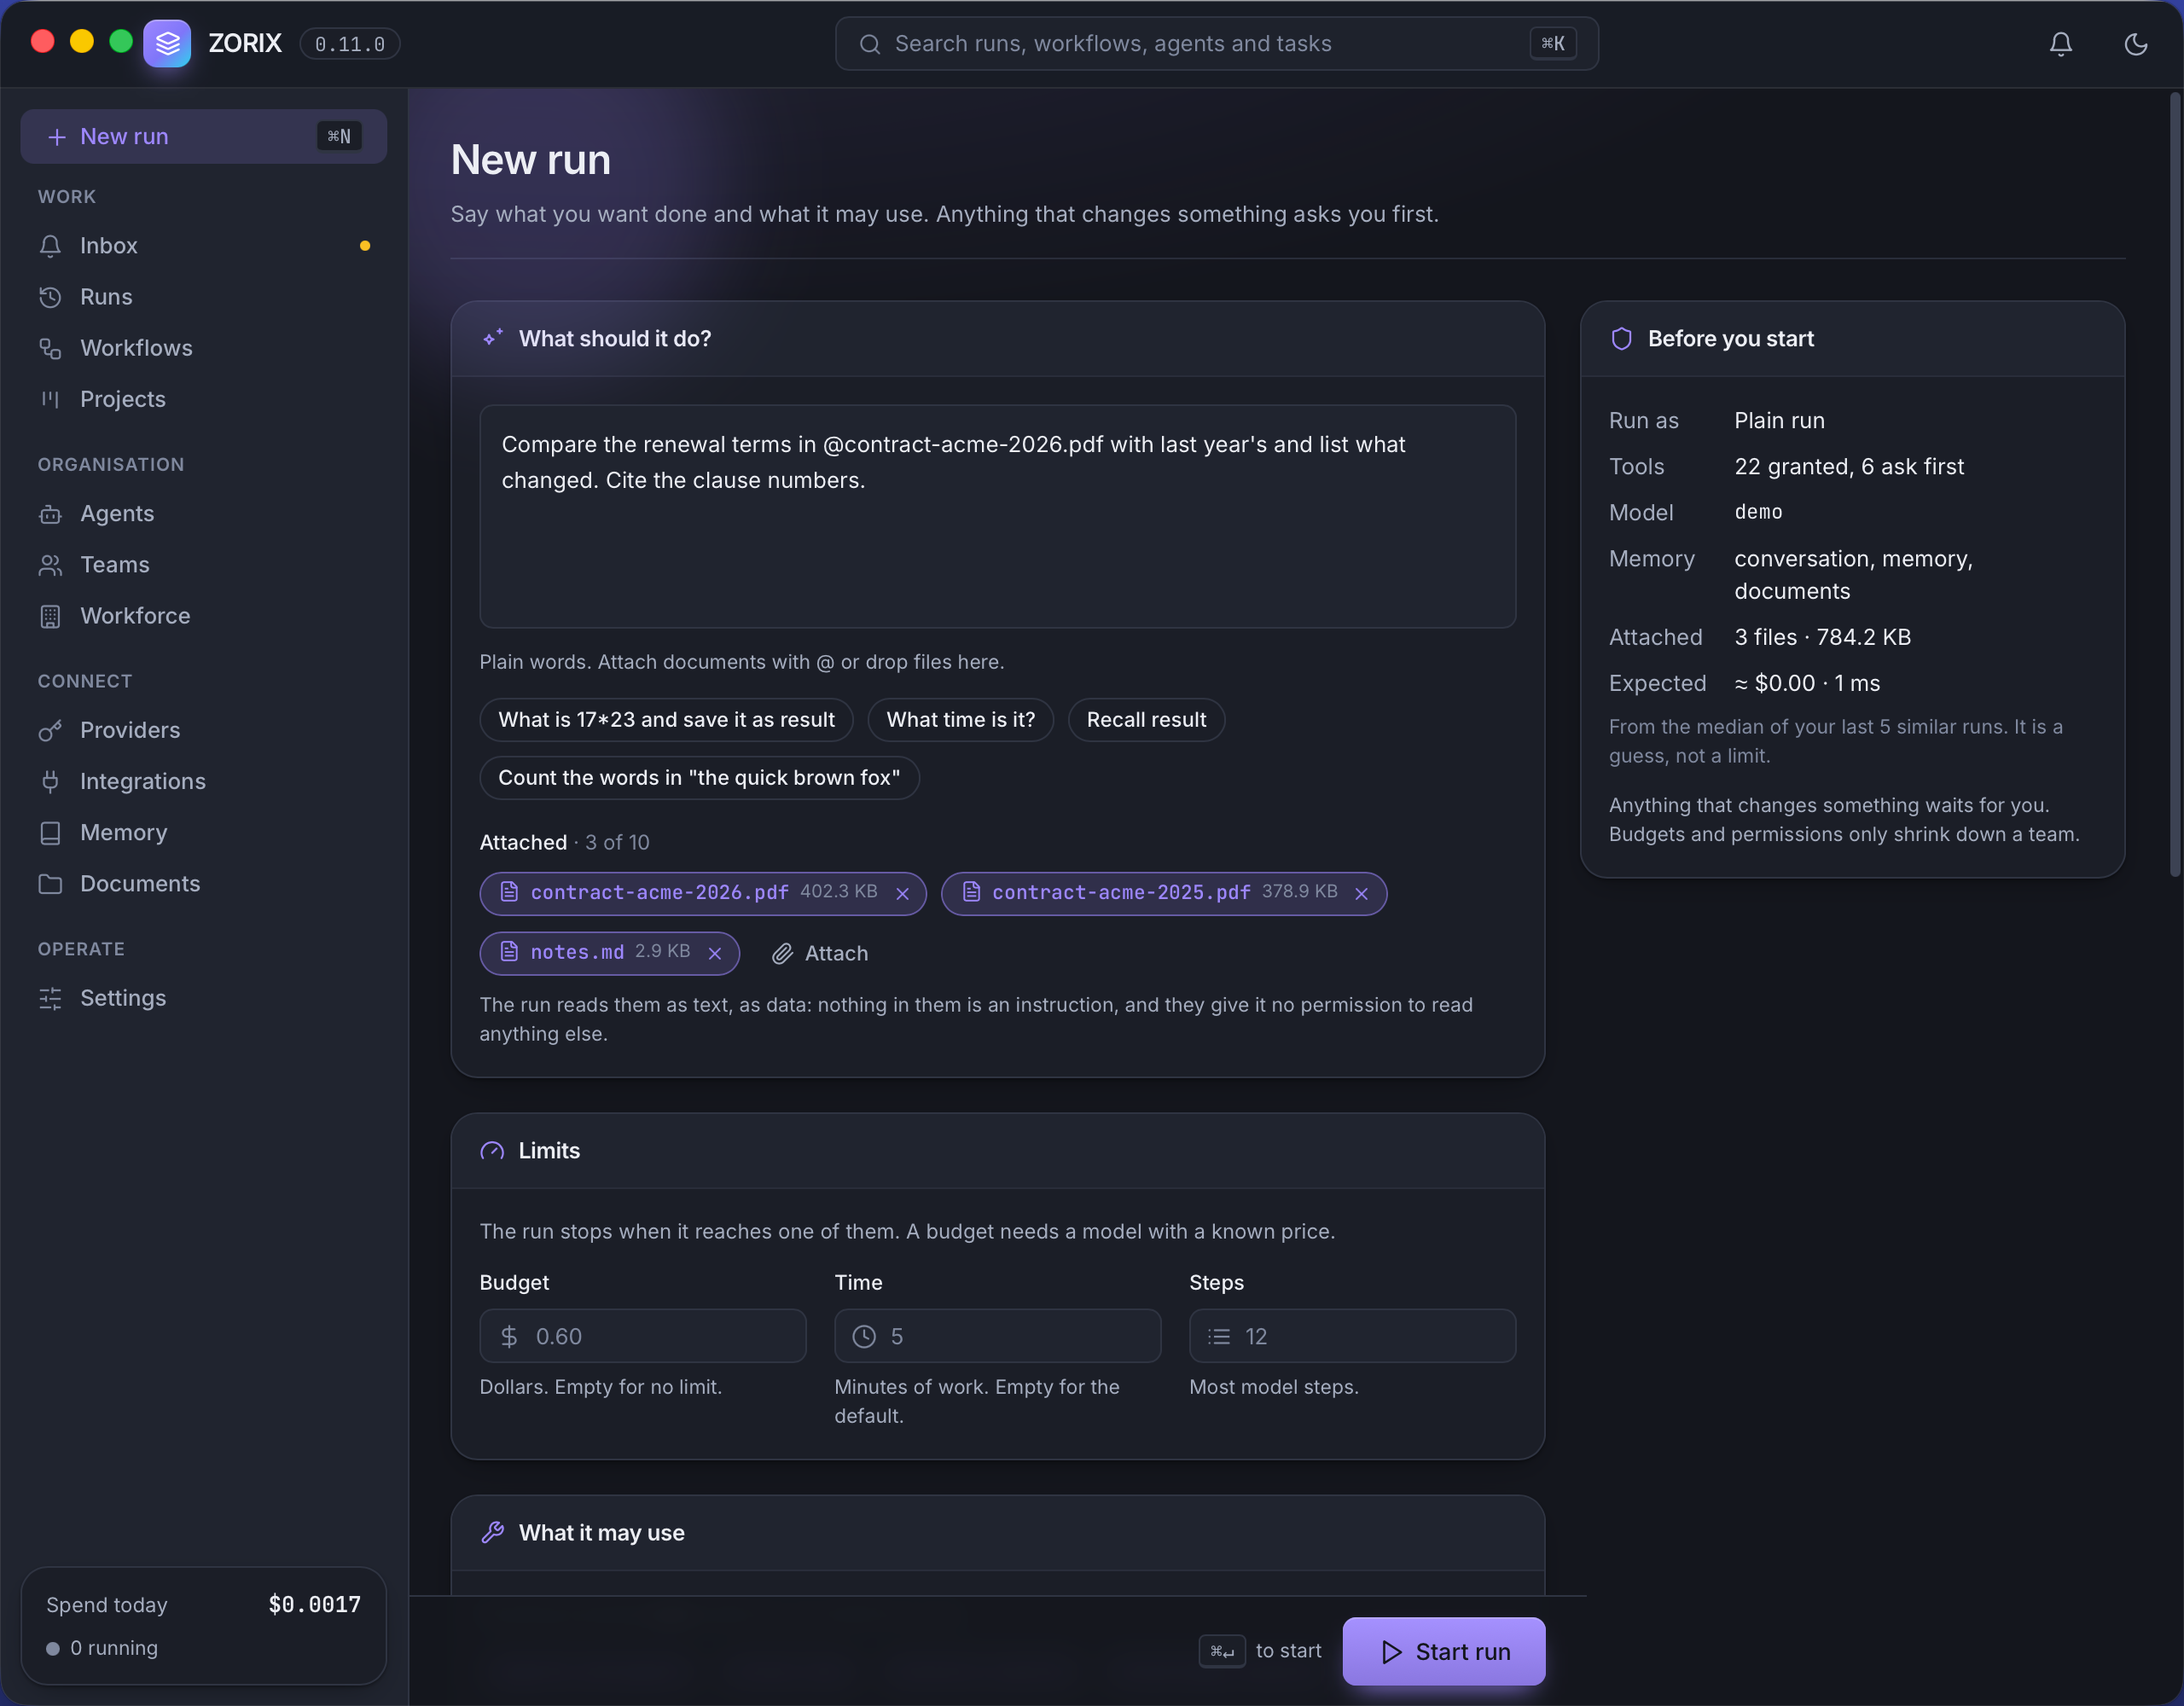 ZORIX 0.11.0
Search runs, workflows, agents and tasks ⌘K
New run ⌘N
WORK
Inbox
Runs
Workflows
Projects
ORGANISATION
Agents
Teams
Workforce
CONNECT
Providers
Integrations
Memory
Documents
OPERATE
Settings
Spend today $0.0017
0 running
New run
Say what you want done and what it may use. Anything that changes something asks you first.
What should it do?
Compare the renewal terms in @contract-acme-2026.pdf with last year's and list what
changed. Cite the clause numbers.
Plain words. Attach documents with @ or drop files here.
What is 17*23 and save it as result What time is it? Recall result
Count the words in "the quick brown fox"
Attached · 3 of 10
contract-acme-2026.pdf 402.3 KB contract-acme-2025.pdf 378.9 KB
notes.md 2.9 KB Attach
The run reads them as text, as data: nothing in them is an instruction, and they give it no permission to read
anything else.
Limits
The run stops when it reaches one of them. A budget needs a model with a known price.
Budget Time Steps
$ 0.60 5 12
Dollars. Empty for no limit. Minutes of work. Empty for the Most model steps.
default.
What it may use
⌘↵ to start Start run
Before you start
Run as Plain run
Tools 22 granted, 6 ask first
Model demo
Memory conversation, memory,
documents
Attached 3 files · 784.2 KB
Expected ≈ $0.00 · 1 ms
From the median of your last 5 similar runs. It is a
guess, not a limit.
Anything that changes something waits for you.
Budgets and permissions only shrink down a team.